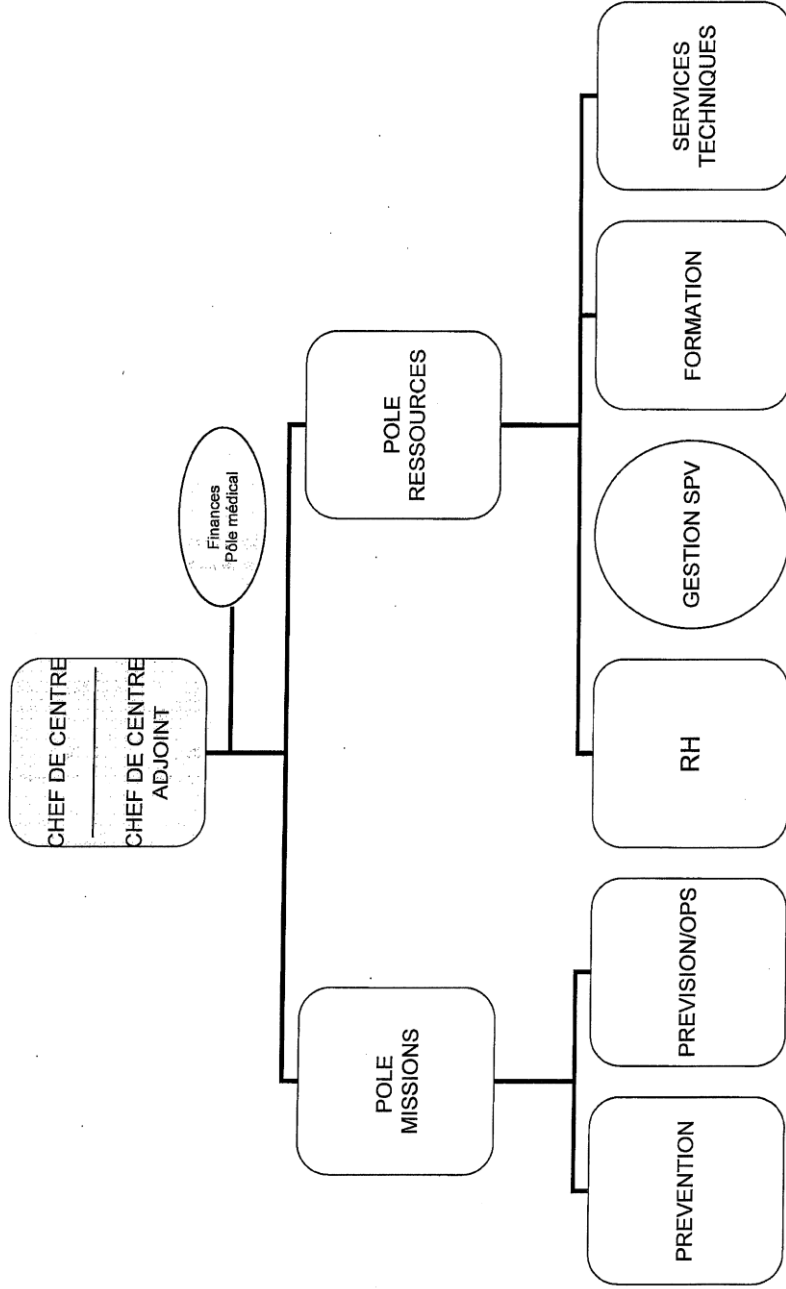 CHEF DE CENTRE
CHEF DE CENTRE
ADJOINT
Finances
Pôle médical
POLE
MISSIONS
POLE
RESSOURCES
PREVENTION
PREVISION/OPS
RH
GESTION SPV
FORMATION
SERVICES
TECHNIQUES